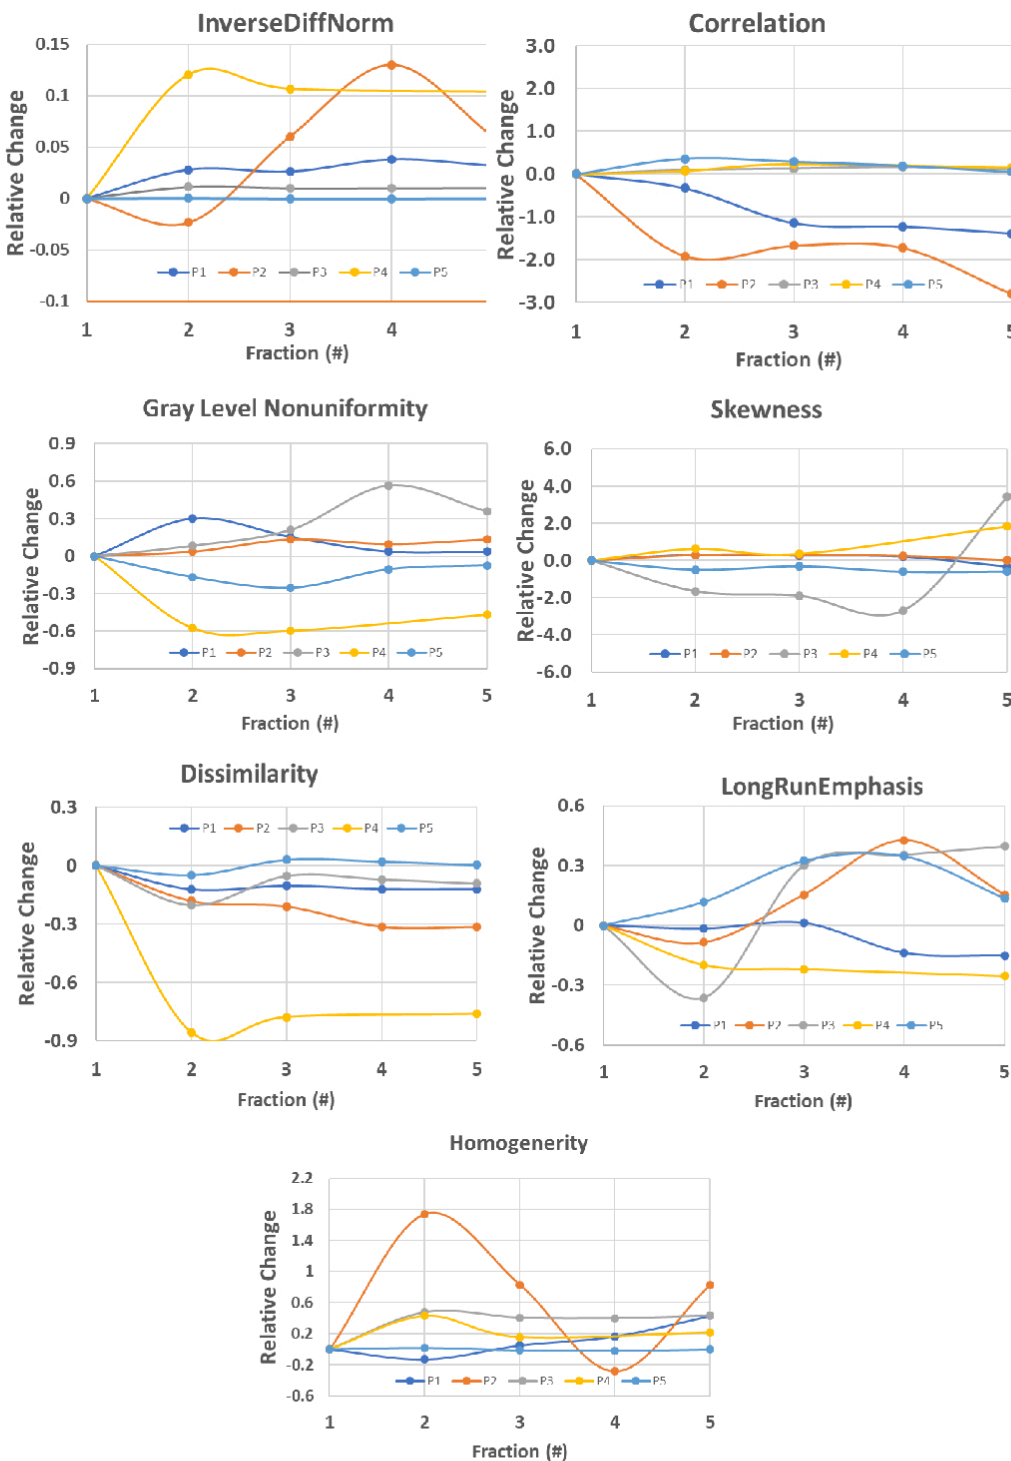 InverseDiffNorm
0.15
0.1
0.05
0
-0.05
-0.1
Relative Change
P1 P2 P3 P4 P5
1 2 3 4
Fraction (#)
Correlation
3.0
2.0
1.0
0.0
-1.0
-2.0
-3.0
Relative Change
P1 P2 P3 P4 P5
1 2 3 4 5
Fraction (#)
Gray Level Nonuniformity
0.9
0.6
0.3
0
-0.3
-0.6
-0.9
Relative Change
P1 P2 P3 P4 P5
1 2 3 4 5
Fraction (#)
Skewness
6.0
4.0
2.0
0.0
-2.0
-4.0
-6.0
Relative Change
P1 P2 P3 P4 P5
1 2 3 4 5
Fraction (#)
Dissimilarity
0.3
0
-0.3
-0.6
-0.9
Relative Change
P1 P2 P3 P4 P5
1 2 3 4 5
Fraction (#)
LongRunEmphasis
0.6
0.3
0
-0.3
-0.6
Relative Change
P1 P2 P3 P4 P5
1 2 3 4 5
Fraction (#)
Homogenerity
2.2
1.8
1.4
1
0.6
0.2
-0.2
-0.6
Relative Change
P1 P2 P3 P4 P5
1 2 3 4 5
Fraction (#)